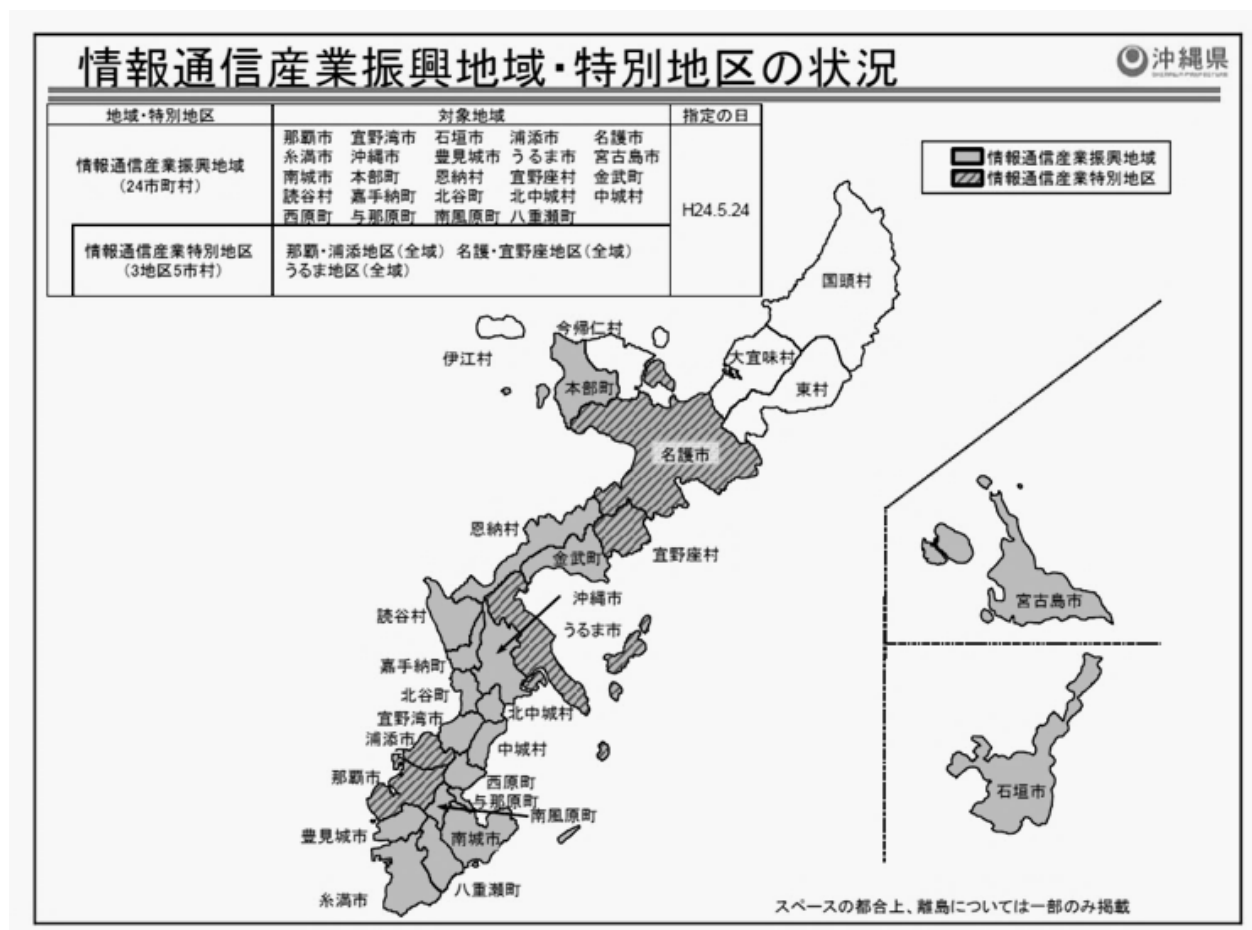 情報通信産業振興地域・特別地区の状況
沖縄県
地域・特別地区 対象地域 指定の日
情報通信産業振興地域
(24市町村)
那覇市 宜野湾市 石垣市 浦添市 名護市
糸満市 沖縄市 豊見城市 うるま市 宮古島市
南城市 本部町 恩納村 宜野座村 金武町
読谷村 嘉手納町 北谷町 北中城村 中城村
西原町 与那原町 南風原町 八重瀬町
H24.5.24
情報通信産業特別地区
(3地区5市村)
那覇・浦添地区(全域) 名護・宜野座地区(全域)
うるま地区(全域)
情報通信産業振興地域
情報通信産業特別地区
国頭村
今帰仁村
伊江村
大宜味村
本部町
東村
名護市
恩納村
宜野座村
金武町
沖縄市
読谷村
うるま市
嘉手納町
北谷町
北中城村
宜野湾市
浦添市
中城村
那覇市
西原町
与那原町
南風原町
豊見城市
南城市
八重瀬町
糸満市
宮古島市
石垣市
スペースの都合上、離島については一部のみ掲載